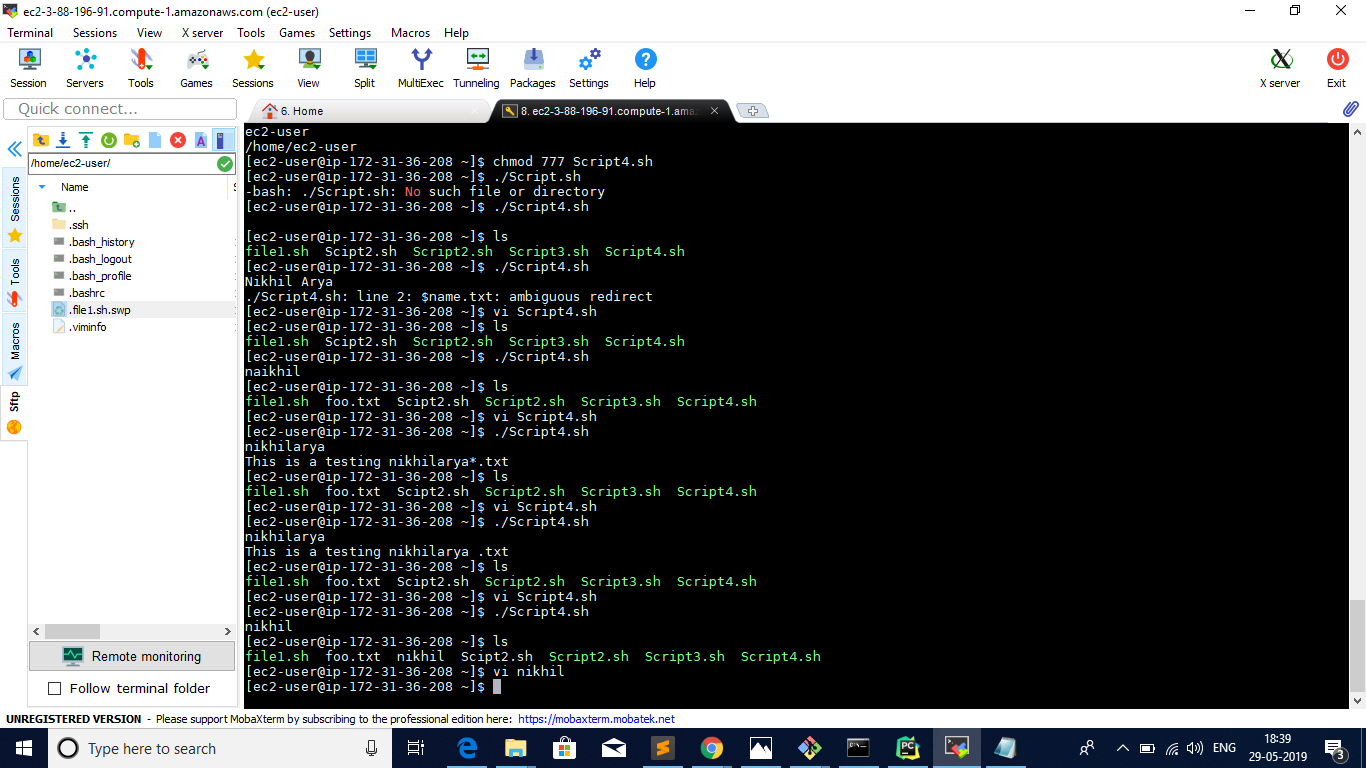 ec2-3-88-196-91.compute-1.amazonaws.com (ec2-user)
Terminal Sessions View X server Tools Games Settings Macros Help
Session Servers Tools Games Sessions View Split MultiExec Tunneling Packages Settings Help X server Exit
Quick connect...
6. Home
8. ec2-3-88-196-91.compute-1.amaz
/home/ec2-user/
Name
..
.ssh
.bash_history
.bash_logout
.bash_profile
.bashrc
.file1.sh.swp
.viminfo
Sessions
Tools
Macros
Sftp
Remote monitoring
Follow terminal folder
ec2-user
/home/ec2-user
[ec2-user@ip-172-31-36-208 ~]$ chmod 777 Script4.sh
[ec2-user@ip-172-31-36-208 ~]$ ./Script.sh
-bash: ./Script.sh: No such file or directory
[ec2-user@ip-172-31-36-208 ~]$ ./Script4.sh
[ec2-user@ip-172-31-36-208 ~]$ ls
file1.sh Scipt2.sh Script2.sh Script3.sh Script4.sh
[ec2-user@ip-172-31-36-208 ~]$ ./Script4.sh
Nikhil Arya
./Script4.sh: line 2: $name.txt: ambiguous redirect
[ec2-user@ip-172-31-36-208 ~]$ vi Script4.sh
[ec2-user@ip-172-31-36-208 ~]$ ls
file1.sh Scipt2.sh Script2.sh Script3.sh Script4.sh
[ec2-user@ip-172-31-36-208 ~]$ ./Script4.sh
naikhil
[ec2-user@ip-172-31-36-208 ~]$ ls
file1.sh foo.txt Scipt2.sh Script2.sh Script3.sh Script4.sh
[ec2-user@ip-172-31-36-208 ~]$ vi Script4.sh
[ec2-user@ip-172-31-36-208 ~]$ ./Script4.sh
nikhilarya
This is a testing nikhilarya*.txt
[ec2-user@ip-172-31-36-208 ~]$ ls
file1.sh foo.txt Scipt2.sh Script2.sh Script3.sh Script4.sh
[ec2-user@ip-172-31-36-208 ~]$ vi Script4.sh
[ec2-user@ip-172-31-36-208 ~]$ ./Script4.sh
nikhilarya
This is a testing nikhilarya .txt
[ec2-user@ip-172-31-36-208 ~]$ ls
file1.sh foo.txt Scipt2.sh Script2.sh Script3.sh Script4.sh
[ec2-user@ip-172-31-36-208 ~]$ vi Script4.sh
[ec2-user@ip-172-31-36-208 ~]$ ./Script4.sh
nikhil
[ec2-user@ip-172-31-36-208 ~]$ ls
file1.sh foo.txt nikhil Scipt2.sh Script2.sh Script3.sh Script4.sh
[ec2-user@ip-172-31-36-208 ~]$ vi nikhil
[ec2-user@ip-172-31-36-208 ~]$
UNREGISTERED VERSION - Please support MobaXterm by subscribing to the professional edition here: https://mobaxterm.mobatek.net
Type here to search
ENG
18:39
29-05-2019
3